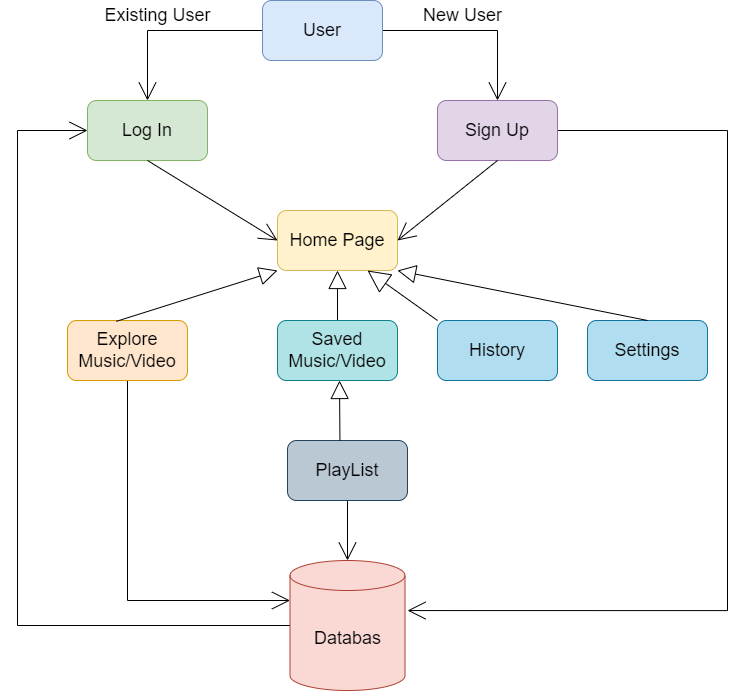 Existing User
User
New User
Log In
Sign Up
Home Page
Explore
Music/Video
Saved
Music/Video
History
Settings
PlayList
Databas